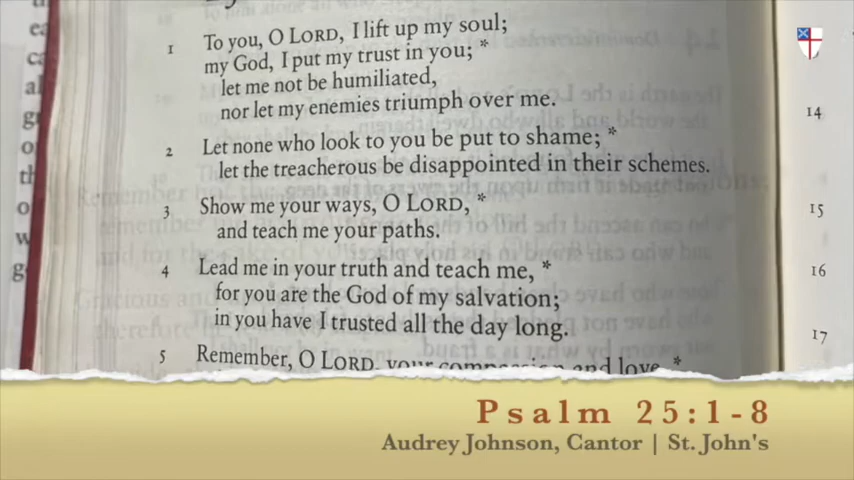 1 To you, O LORD, I lift up my soul;
my God, I put my trust in you; *
let me not be humiliated,
nor let my enemies triumph over me.
2 Let none who look to you be put to shame; *
let the treacherous be disappointed in their schemes.
3 Show me your ways, O LORD, *
and teach me your paths.
4 Lead me in your truth and teach me, *
for you are the God of my salvation;
in you have I trusted all the day long.
5 Remember, O LORD, your compassion and love, *
14
15
16
17
Psalm 25:1-8
Audrey Johnson, Cantor | St. John's